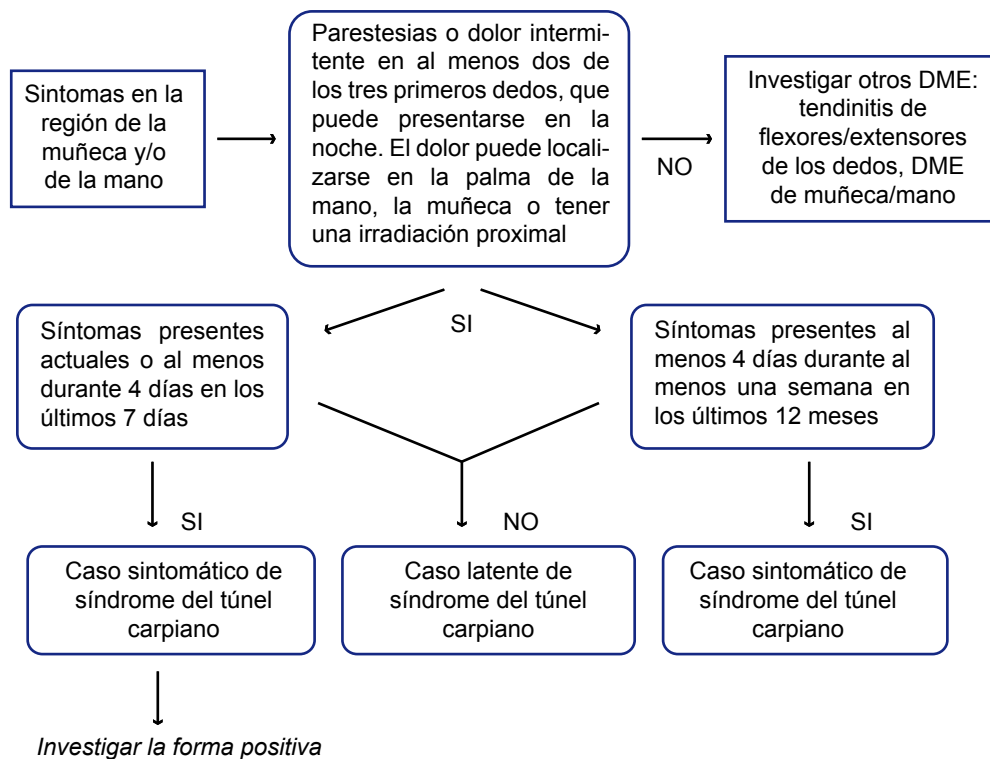 Sintomas en la
región de la
muñeca y/o
de la mano
Parestesias o dolor intermi-
tente en al menos dos de
los tres primeros dedos, que
puede presentarse en la
noche. El dolor puede locali-
zarse en la palma de la
mano, la muñeca o tener
una irradiación proximal
NO
Investigar otros DME:
tendinitis de
flexores/extensores
de los dedos, DME
de muñeca/mano
SI
Síntomas presentes
actuales o al menos
durante 4 días en los
últimos 7 días
Síntomas presentes al
menos 4 días durante al
menos una semana en
los últimos 12 meses
SI
NO
SI
Caso sintomático de
síndrome del túnel
carpiano
Caso latente de
síndrome del túnel
carpiano
Caso sintomático de
síndrome del túnel
carpiano
Investigar la forma positiva